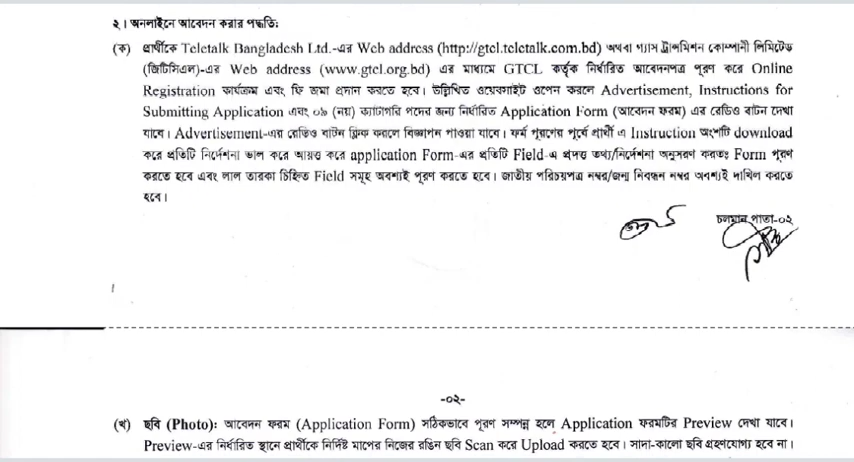 ২। অনলাইনে আবেদন করার পদ্ধতি:
(ক) প্রার্থীকে Teletalk Bangladesh Ltd.-এর Web address (http://gtcl.teletalk.com.bd) অথবা গ্যাস ট্রান্সমিশন কোম্পানী লিমিটেড
(জিটিসিএল)-এর Web address (www.gtcl.org.bd) এর মাধ্যমে GTCL কর্তৃক নির্ধারিত আবেদনপত্র পূরণ করে Online
Registration কার্যক্রম এবং ফি জমা প্রদান করতে হবে। উল্লিখিত ওয়েবসাইট ওপেন করলে Advertisement, Instructions for
Submitting Application এবং ০৯ (নয়) ক্যাটাগরি পদের জন্য নির্ধারিত Application Form (আবেদন ফরম) এর রেডিও বাটন দেখা
যাবে। Advertisement-এর রেডিও বাটন ক্লিক করলে বিজ্ঞাপন পাওয়া যাবে। ফর্ম পূরণের পূর্বে প্রার্থী এ Instruction অংশটি download
করে প্রতিটি নির্দেশনা ভাল করে আয়ত্ত করে application Form-এর প্রতিটি Field-এ প্রদত্ত তথ্য/নির্দেশনা অনুসরণ করতঃ Form পূরণ
করতে হবে এবং লাল তারকা চিহ্নিত Field সমূহ অবশ্যই পূরণ করতে হবে। জাতীয় পরিচয়পত্র নম্বর/জন্ম নিবন্ধন নম্বর অবশ্যই দাখিল করতে
হবে।
চলমান পাতা-০২
-০২-
(খ) ছবি (Photo): আবেদন ফরম (Application Form) সঠিকভাবে পূরণ সম্পন্ন হলে Application ফরমটির Preview দেখা যাবে।
Preview-এর নির্ধারিত স্থানে প্রার্থীকে নির্দিষ্ট মাপের নিজের রঙিন ছবি Scan করে Upload করতে হবে। সাদা-কালো ছবি গ্রহণযোগ্য হবে না।